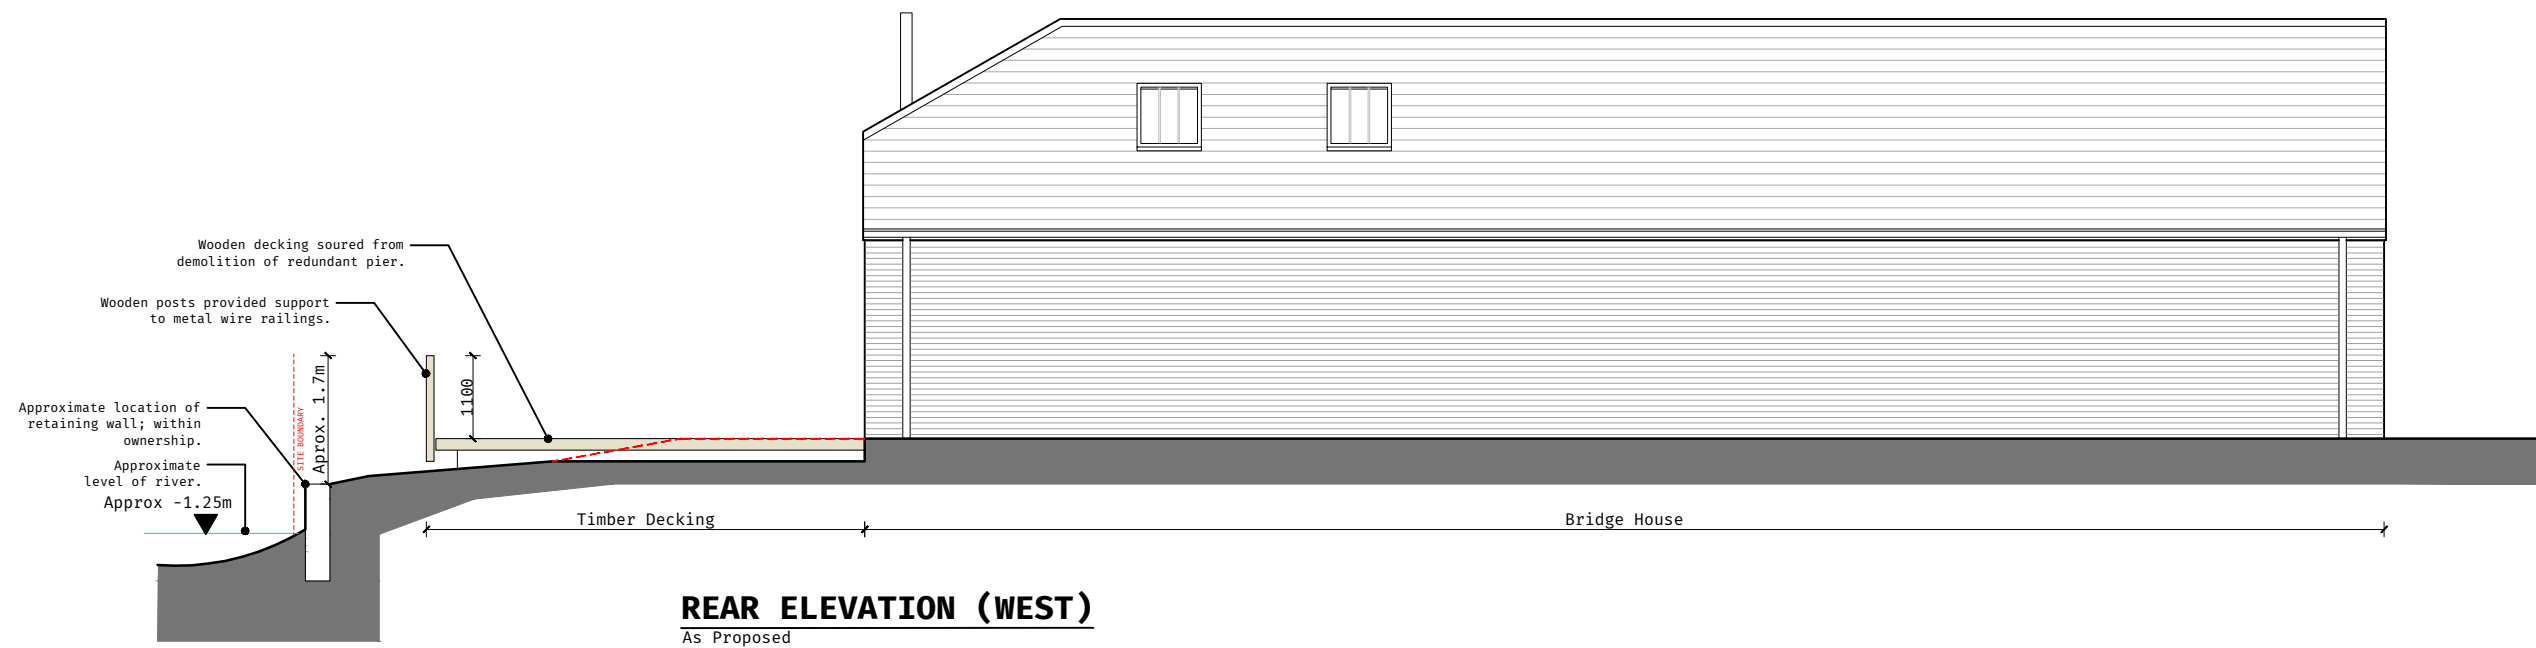 Wooden decking soured from
demolition of redundant pier.
Wooden posts provided support
to metal wire railings.
Approximate location of
retaining wall; within
ownership.
Approximate
level of river.
Approx -1.25m
SITE BOUNDARY
Aprox. 1.7m
1100
Timber Decking
Bridge House
REAR ELEVATION (WEST)
As Proposed